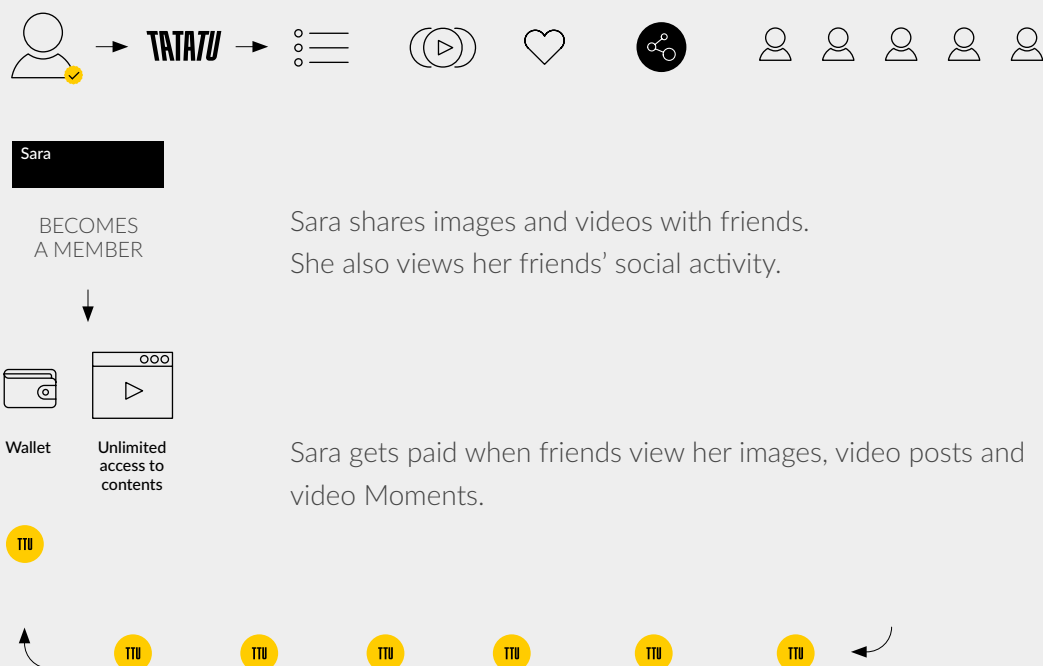 TATATU
Sara
BECOMES
A MEMBER
Sara shares images and videos with friends.
She also views her friends’ social activity.
Wallet
Unlimited
access to
contents
Sara gets paid when friends view her images, video posts and
video Moments.
TTU
TTU
TTU
TTU
TTU
TTU
TTU